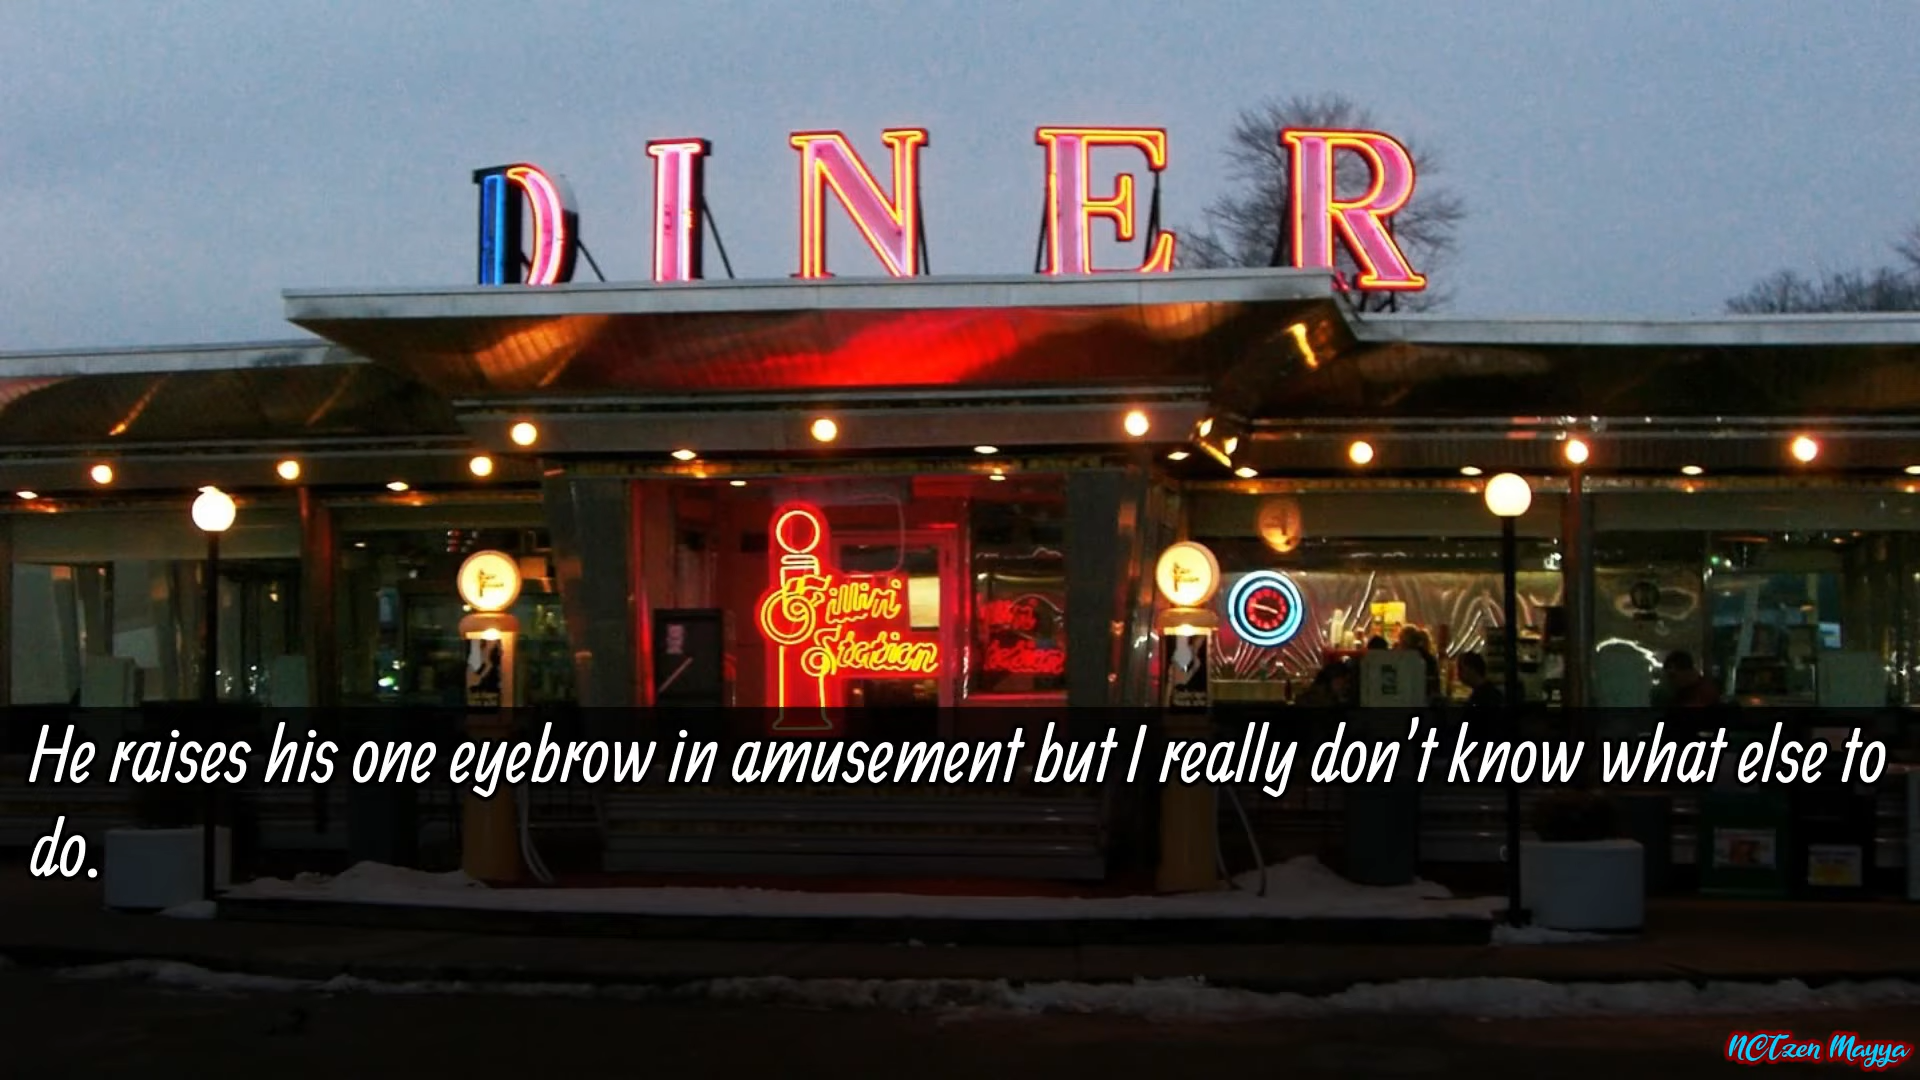 DINER
Fillin'
Station
He raises his one eyebrow in amusement but I really don't know what else to
do.
NCTzen Mayya